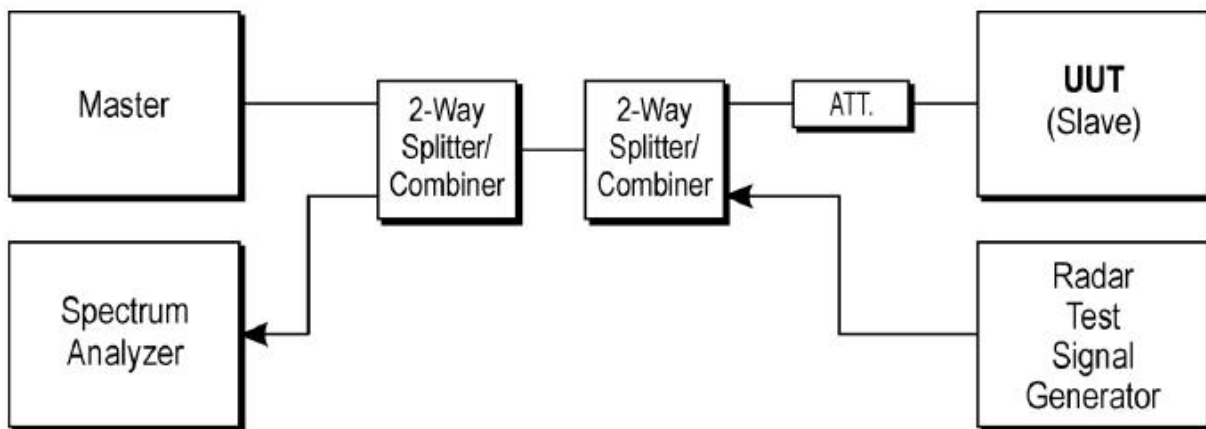 Master
2-Way
Splitter/
Combiner
2-Way
Splitter/
Combiner
ATT.
UUT
(Slave)
Spectrum
Analyzer
Radar
Test
Signal
Generator